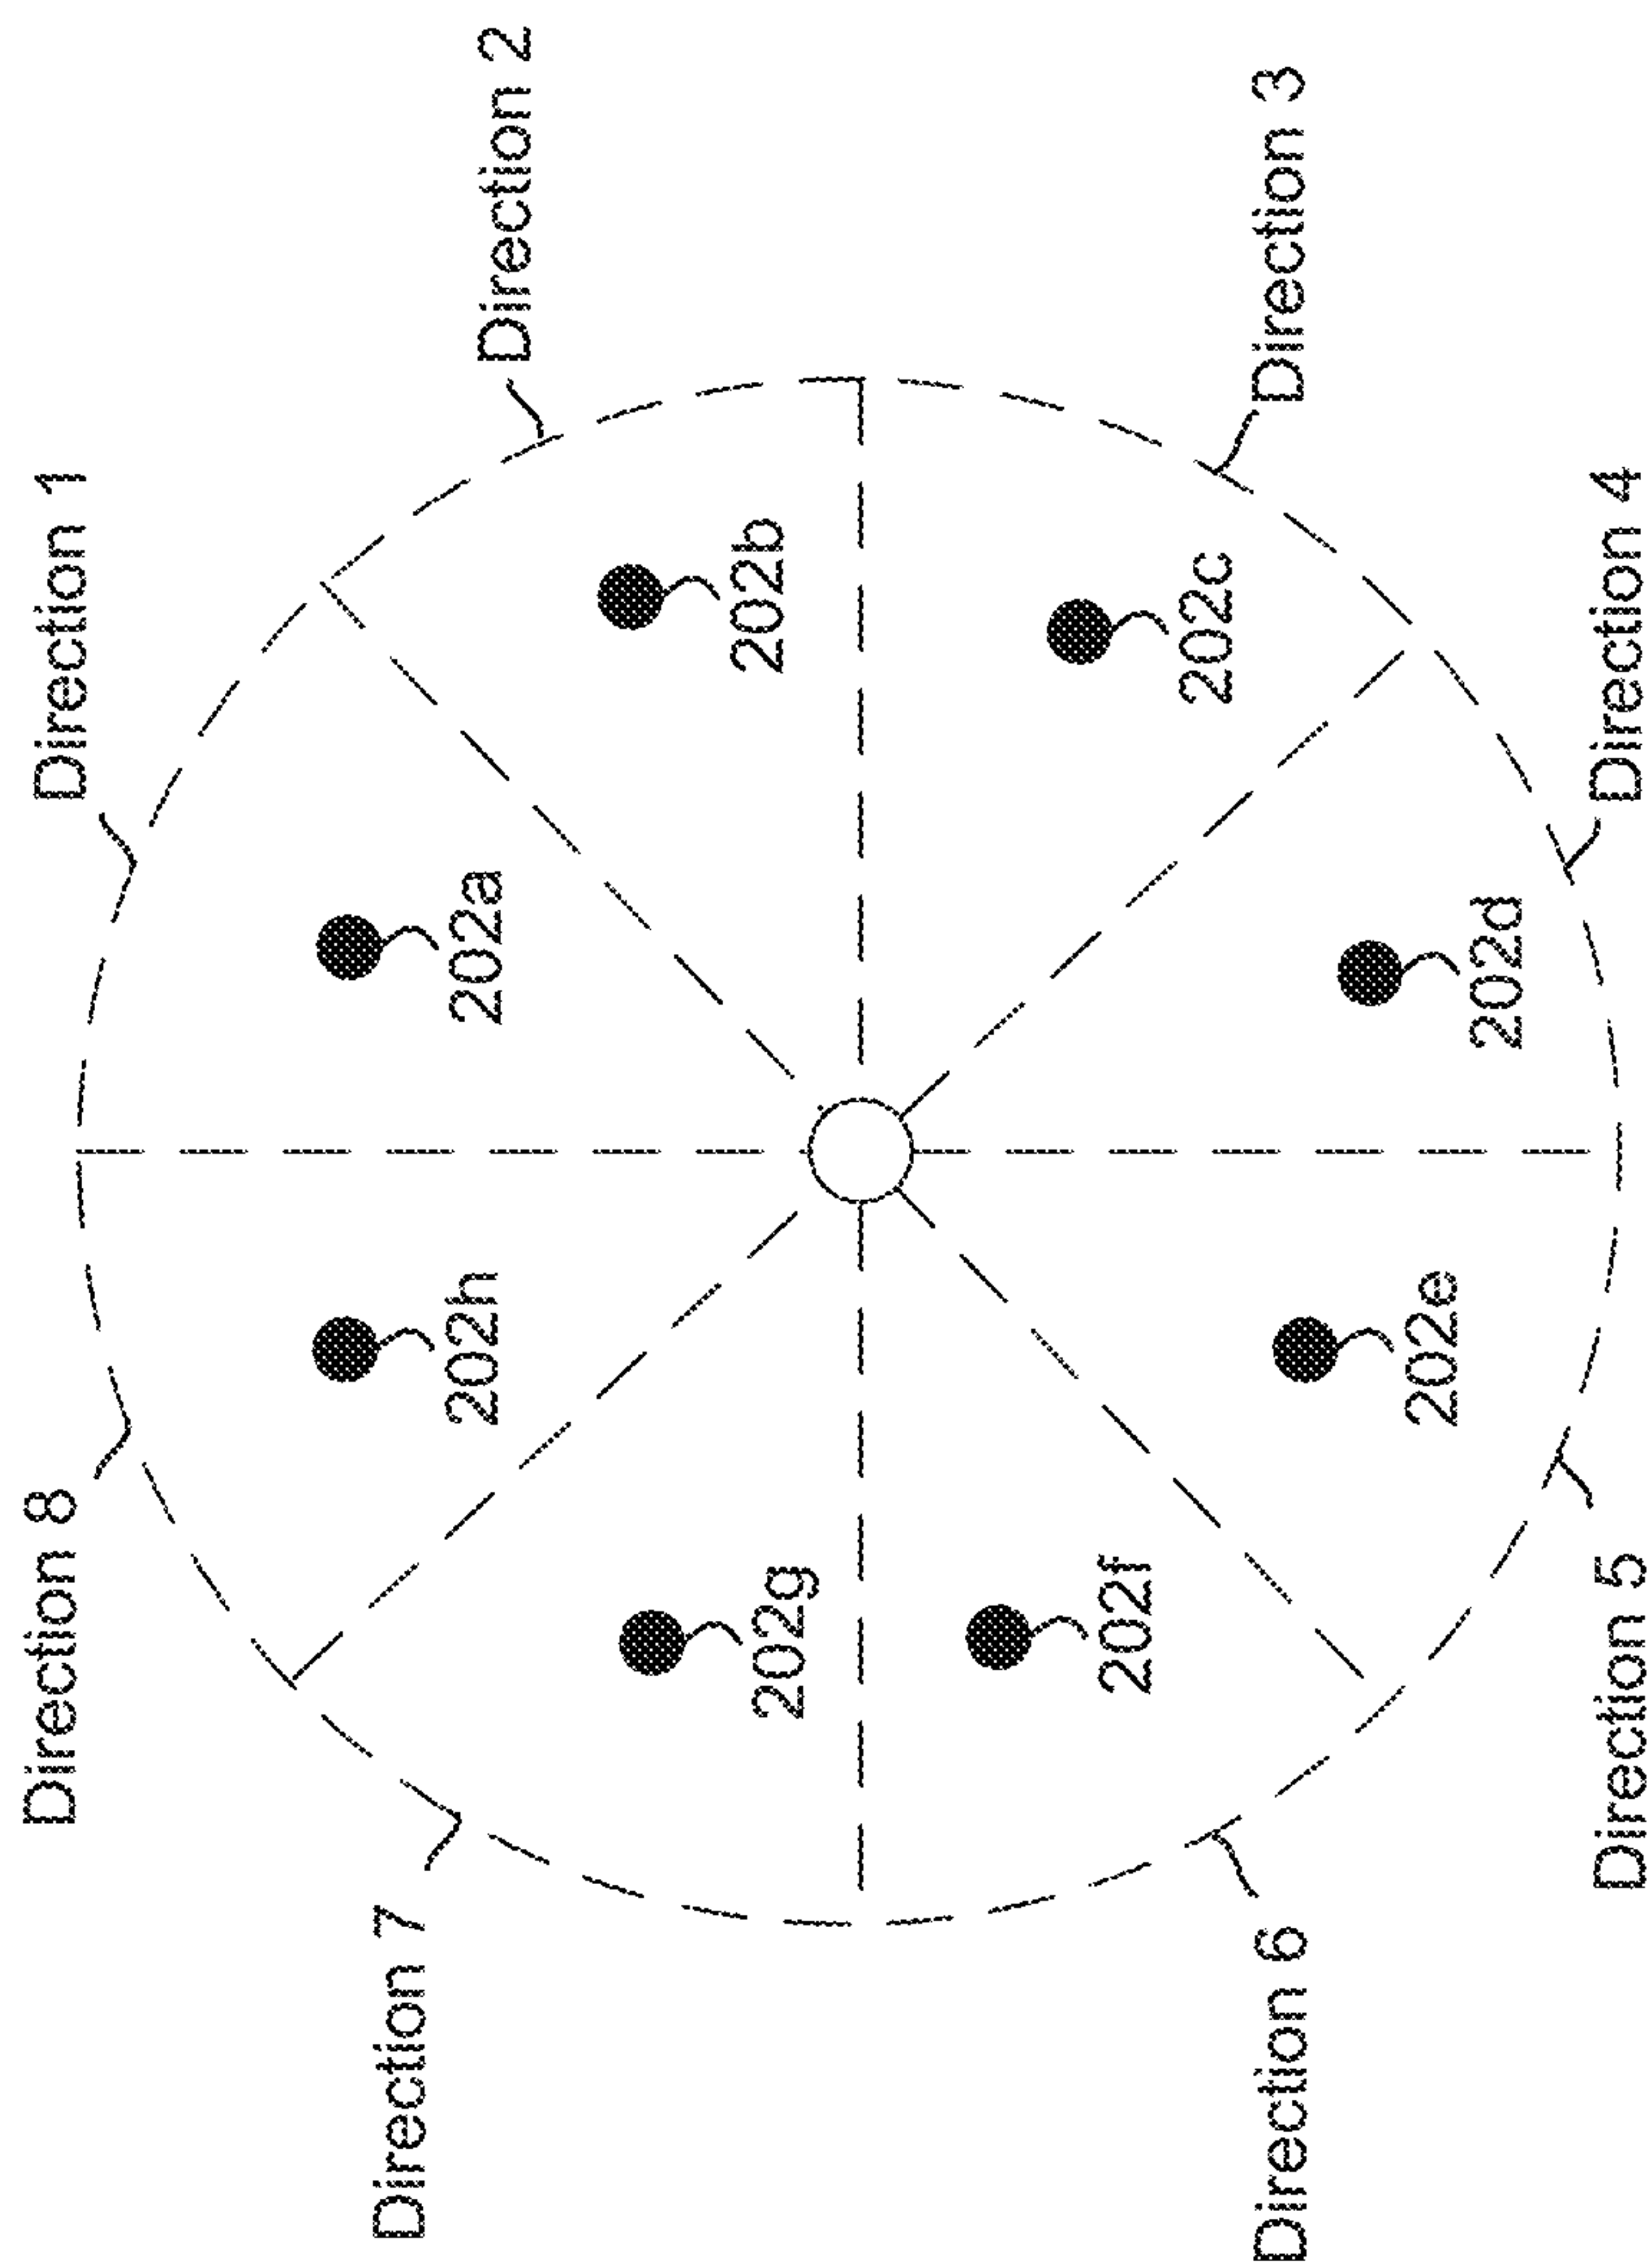 Direction 1
Direction 2
Direction 3
Direction 4
Direction 5
Direction 6
Direction 7
Direction 8
202a
202b
202c
202d
202e
202f
202g
202h